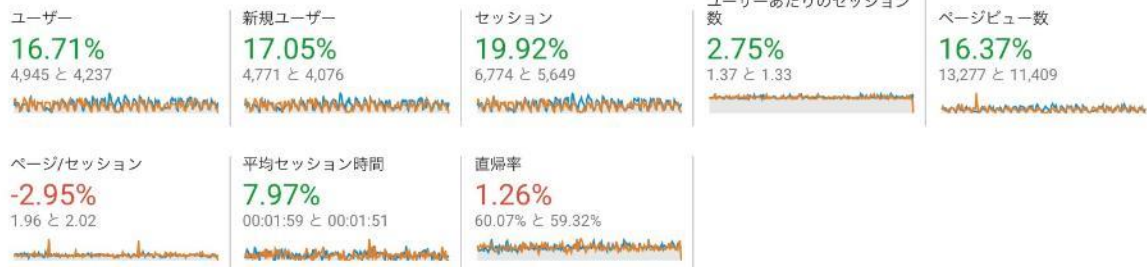 ユーザー
16.71%
4,945 と 4,237
新規ユーザー
17.05%
4,771 と 4,076
セッション
19.92%
6,774 と 5,649
ユーザーあたりのセッション
数
2.75%
1.37 と 1.33
ページビュー数
16.37%
13,277 と 11,409
ページ/セッション
-2.95%
1.96 と 2.02
平均セッション時間
7.97%
00:01:59 と 00:01:51
直帰率
1.26%
60.07% と 59.32%